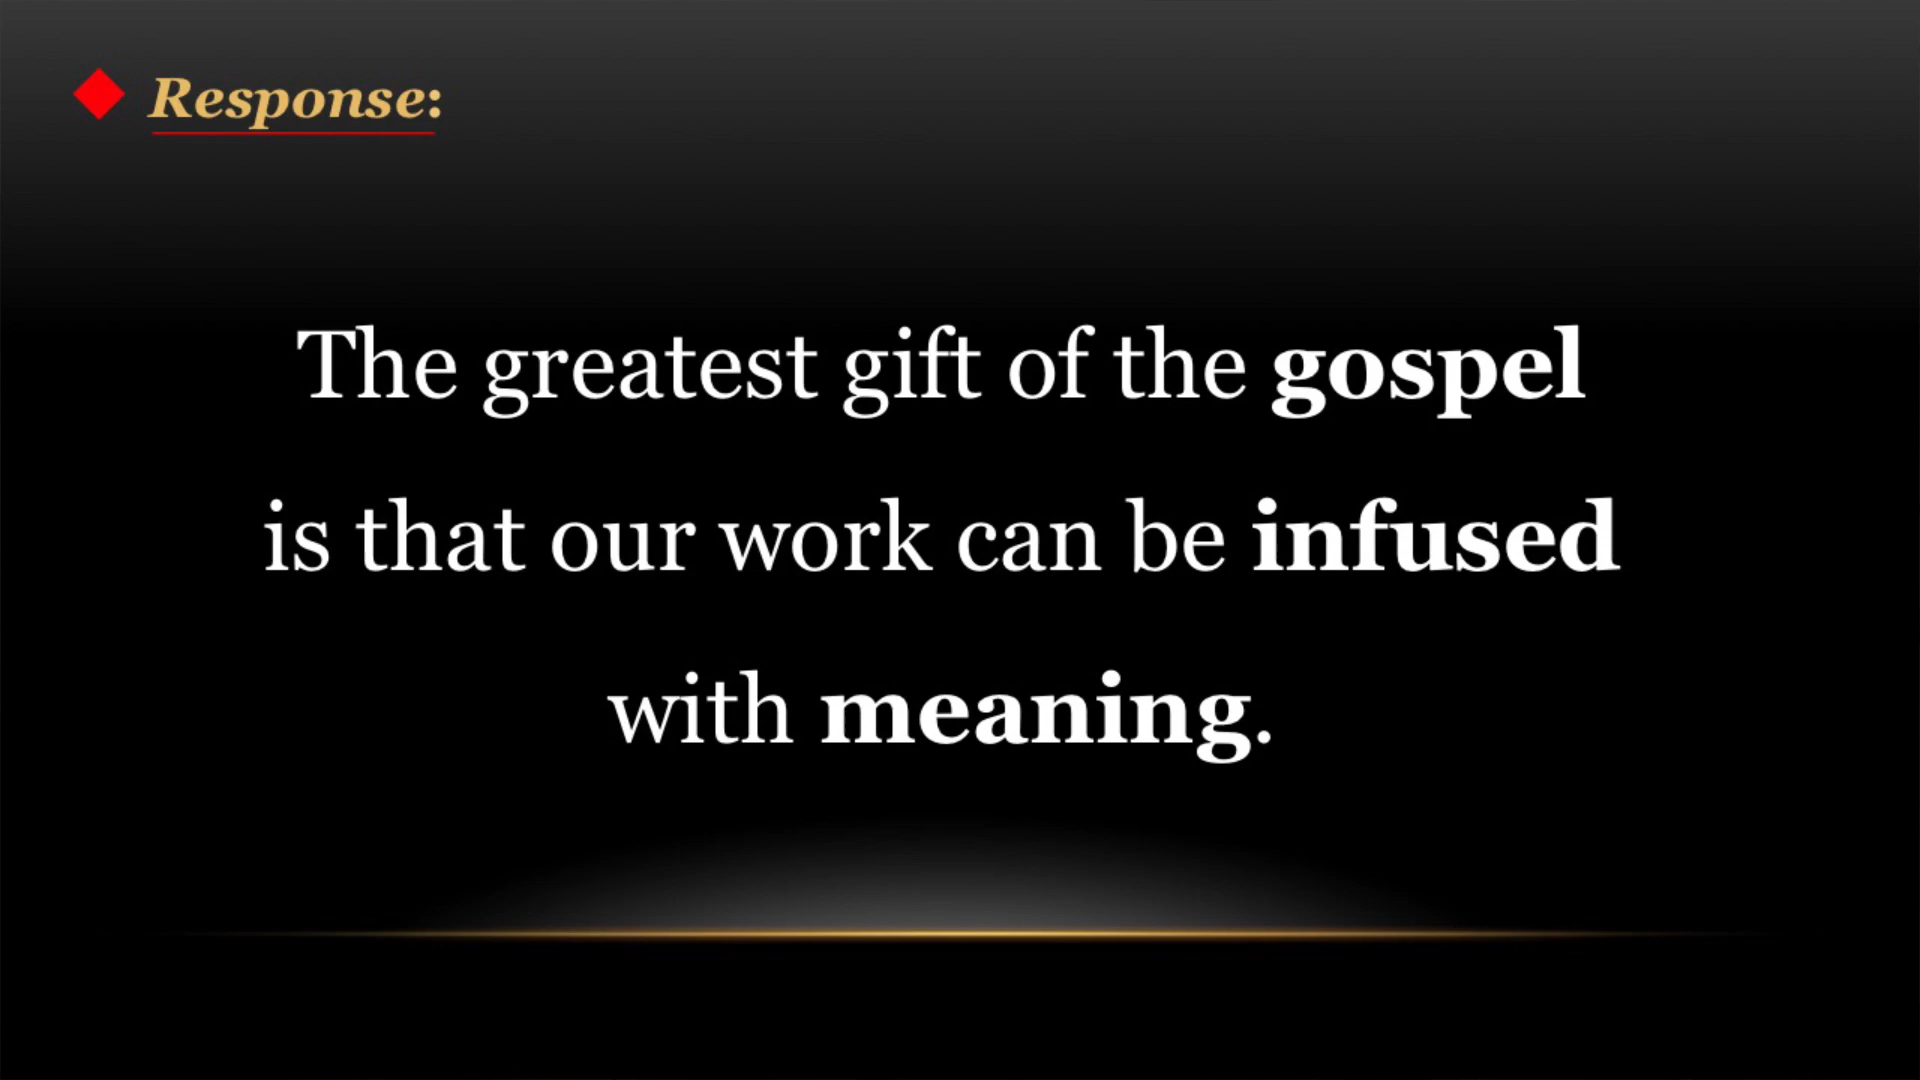 Response:
The greatest gift of the gospel
is that our work can be infused
with meaning.